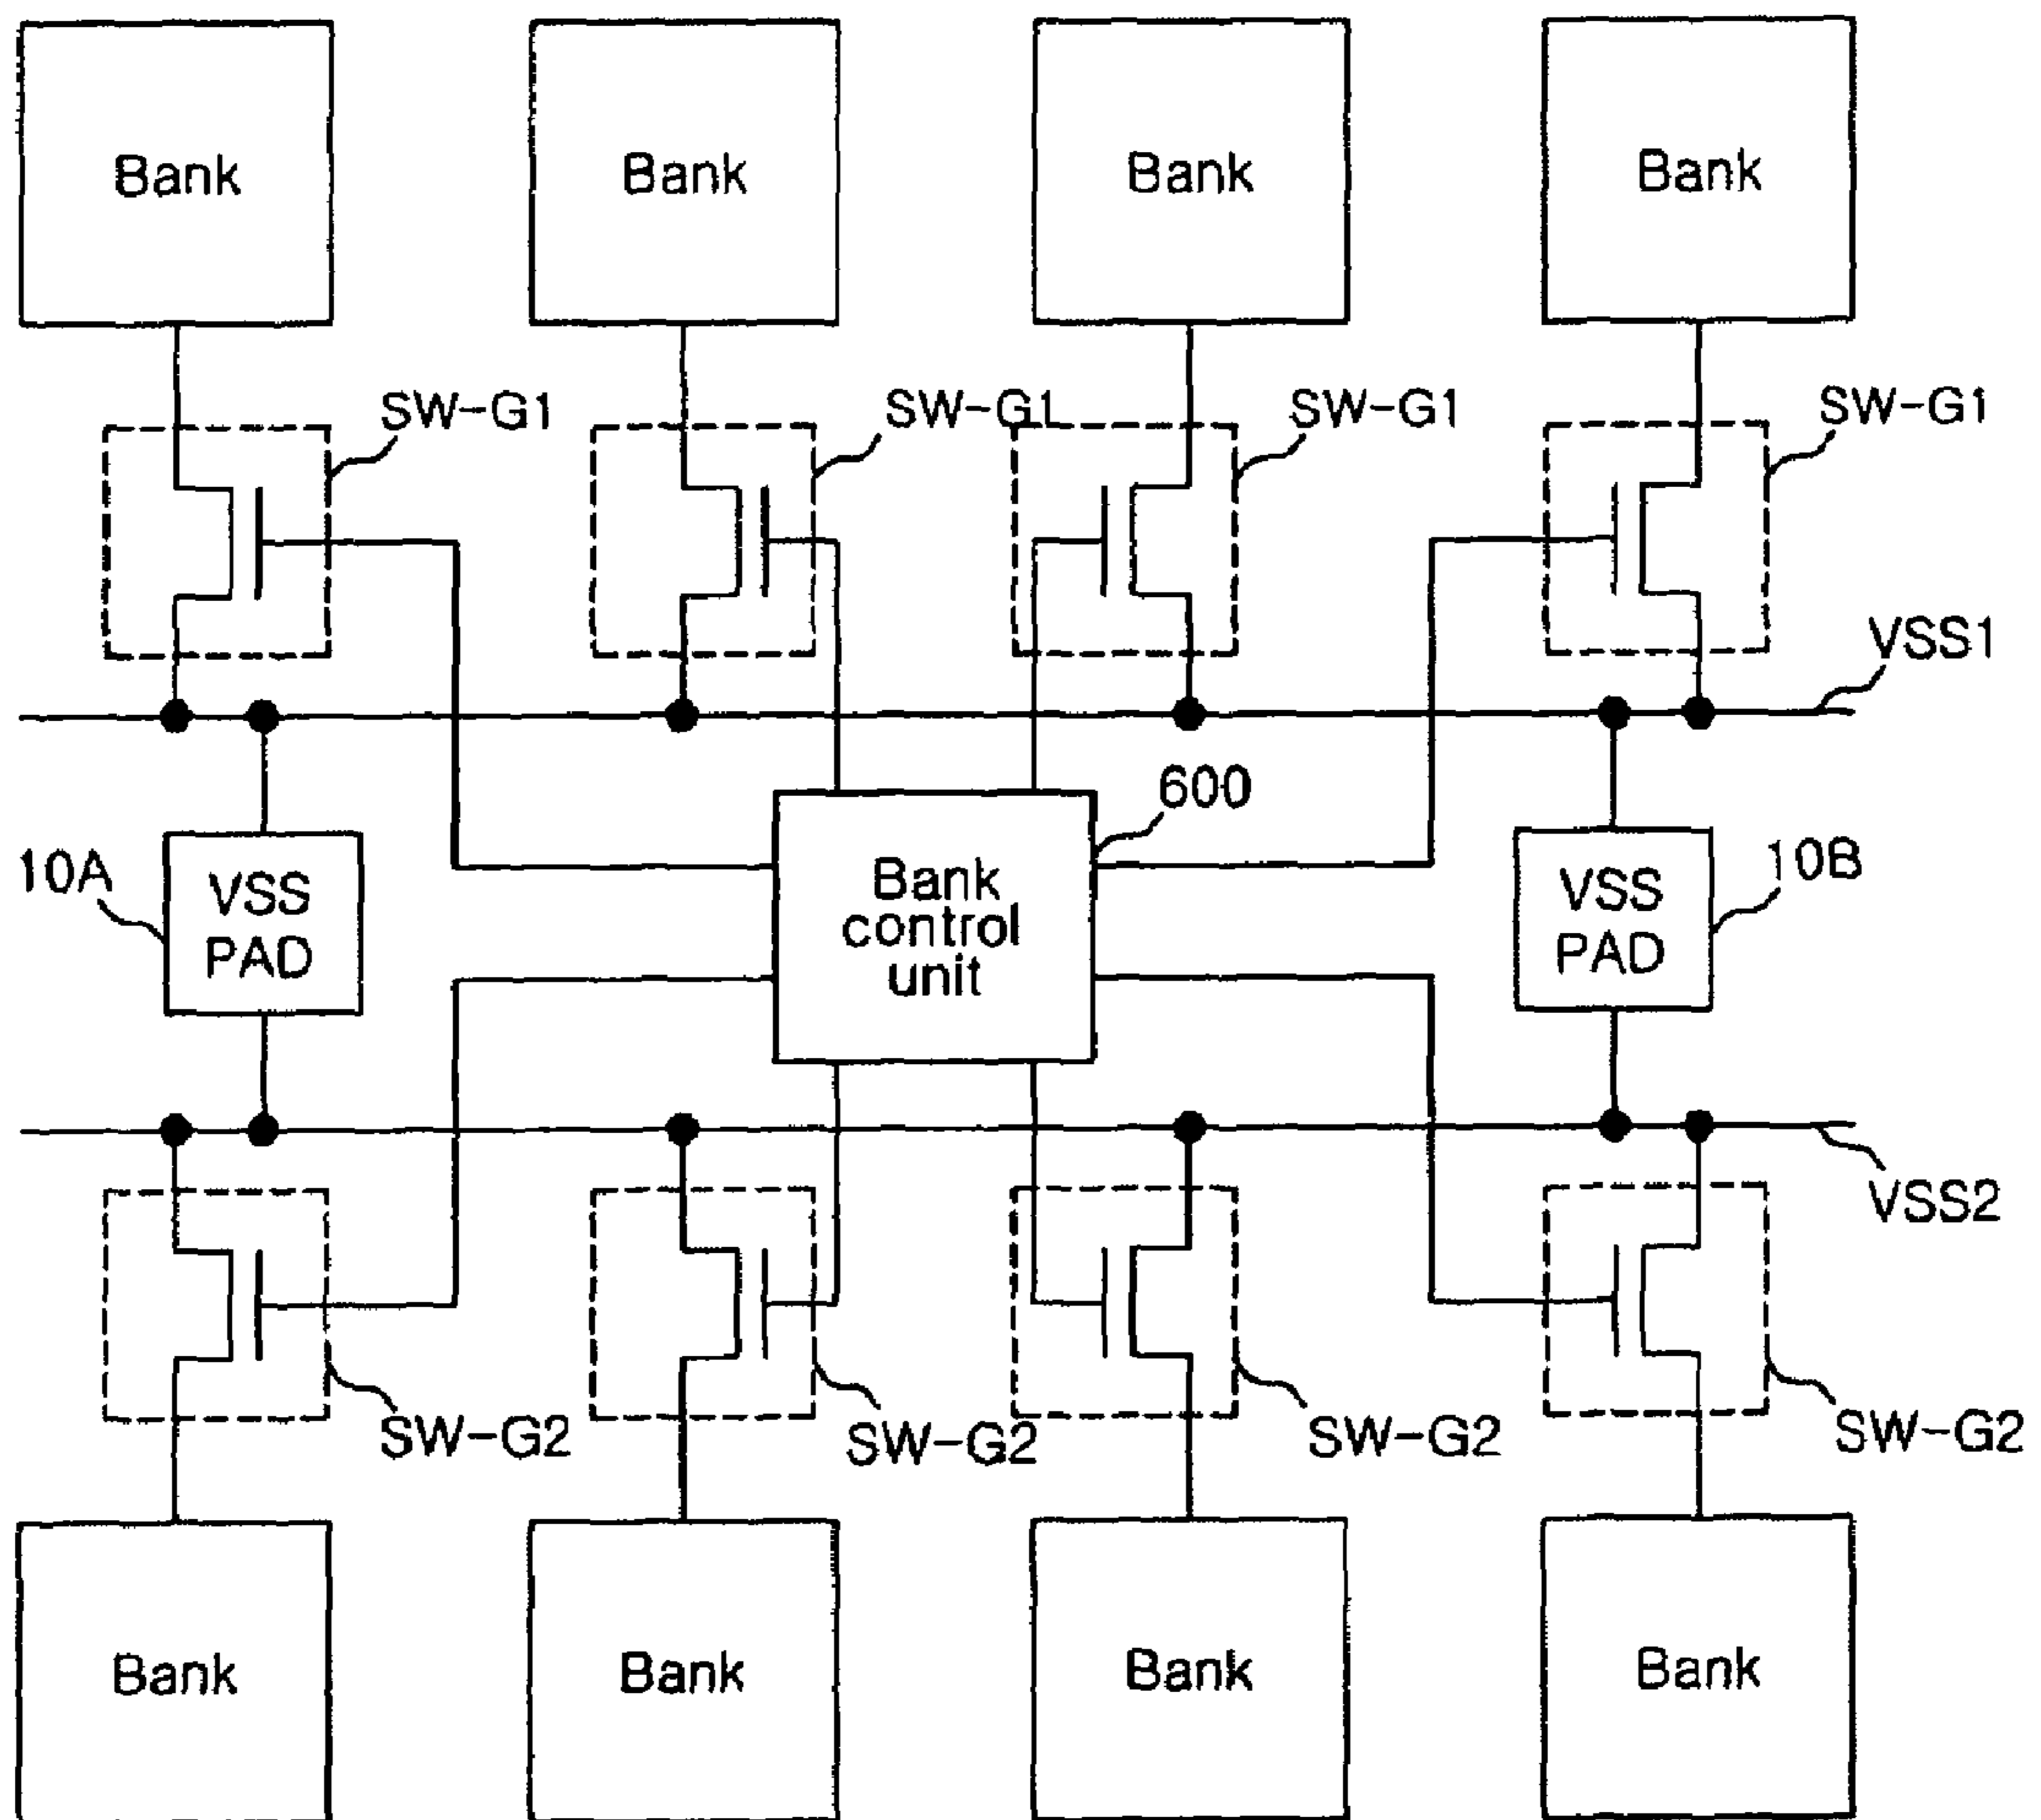 Bank
Bank
Bank
Bank
SW-G1
SW-G1
SW-G1
SW-G1
VSS1
600
10A
VSS
PAD
Bank
control
unit
VSS
PAD
10B
VSS2
SW-G2
SW-G2
SW-G2
SW-G2
Bank
Bank
Bank
Bank